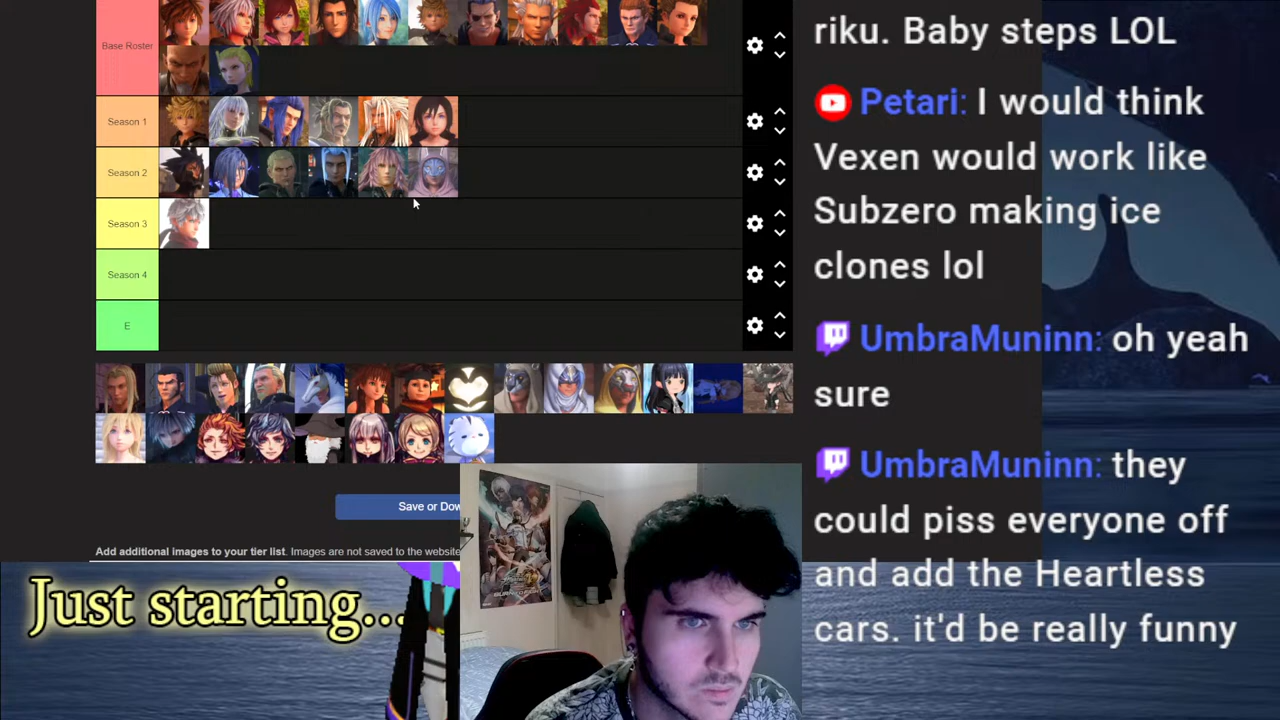 riku. Baby steps LOL
Petari: I would think
Vexen would work like
Subzero making ice
clones lol
UmbraMuninn: oh yeah
sure
UmbraMuninn: they
could piss everyone off
and add the Heartless
cars. it'd be really funny
Base Roster
Season 1
Season 2
Season 3
Season 4
E
Save or Dow
Add additional images to your tier list. Images are not saved to the website
Just starting...